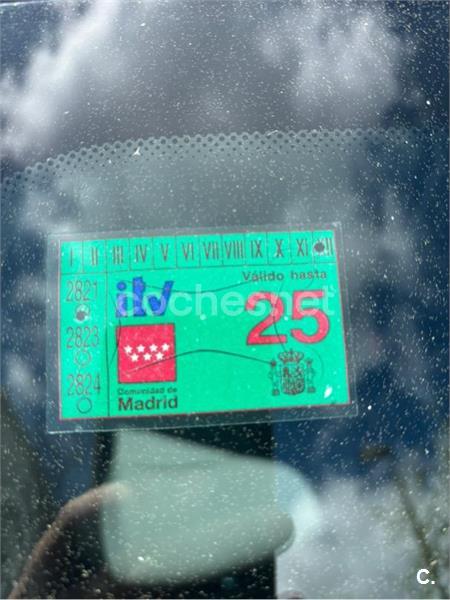 I II III IV V VI VII VIII IX X XI XII
Válido hasta
2821
itv
25
2823
2824
Comunidad de
Madrid
coches.net
C.